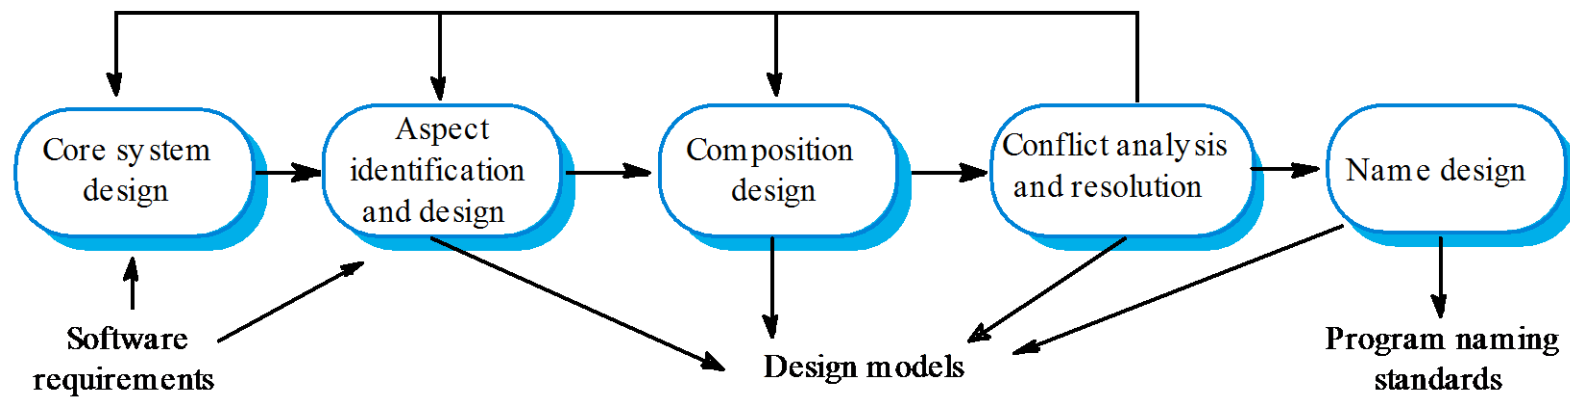 Core system
design
Aspect
identification
and design
Composition
design
Conflict analysis
and resolution
Name design
Software
requirements
Design models
Program naming
standards